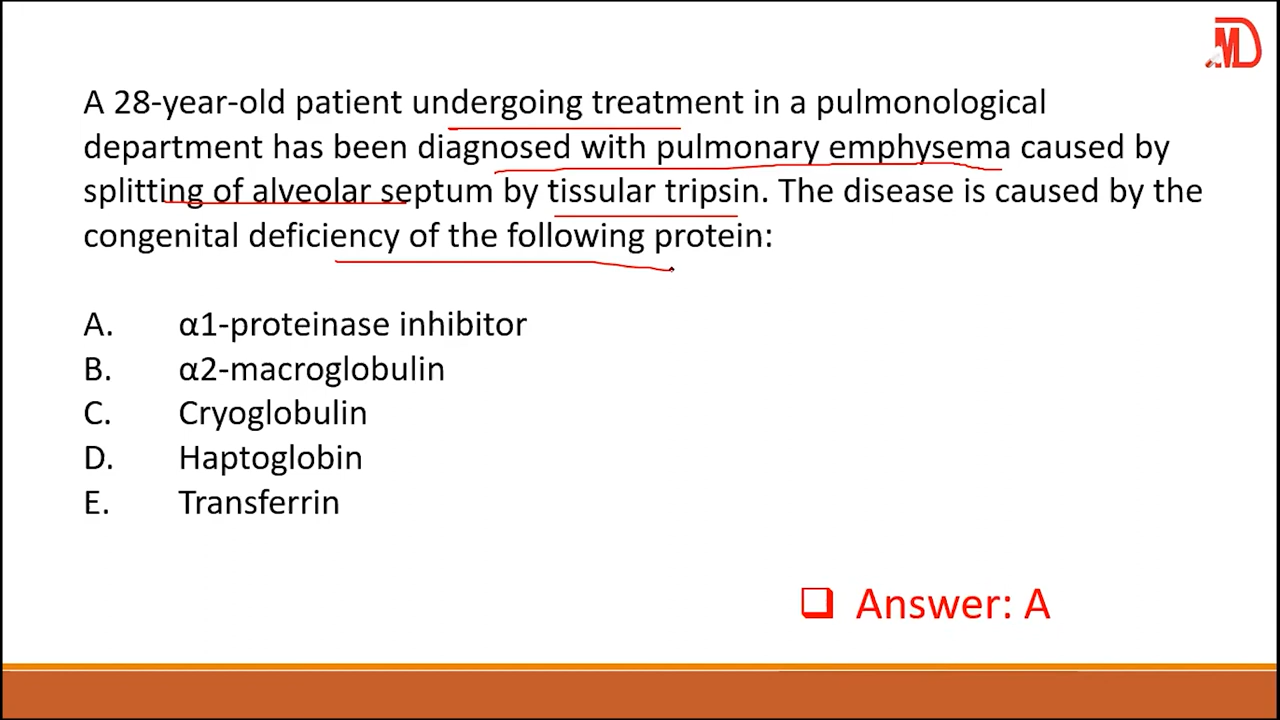 MD
A 28-year-old patient undergoing treatment in a pulmonological
department has been diagnosed with pulmonary emphysema caused by
splitting of alveolar septum by tissular tripsin. The disease is caused by the
congenital deficiency of the following protein:
A. α1-proteinase inhibitor
B. α2-macroglobulin
C. Cryoglobulin
D. Haptoglobin
E. Transferrin
❑ Answer: A